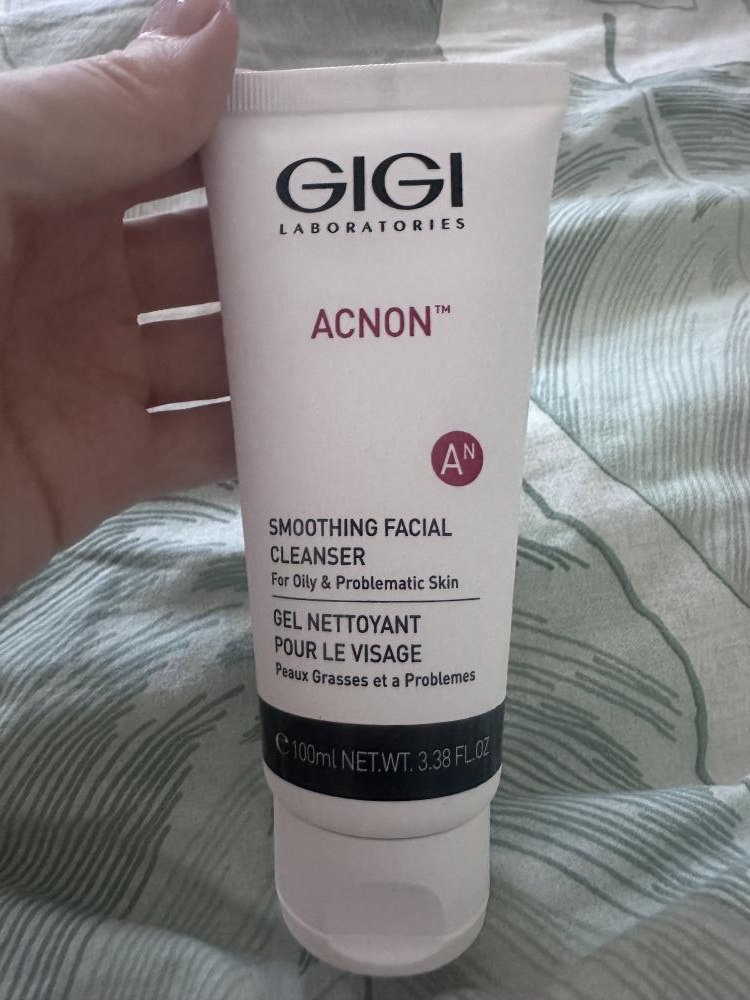 GIGI
LABORATORIES
ACNON™
AN
SMOOTHING FACIAL
CLEANSER
For Oily & Problematic Skin
GEL NETTOYANT
POUR LE VISAGE
Peaux Grasses et a Problemes
℮100ml NET.WT. 3.38 FL.OZ